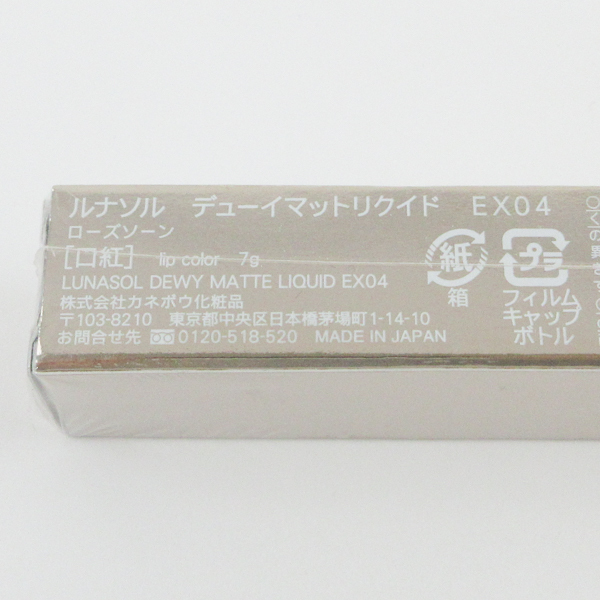 ルナソル デューイマットリクイド EX04
ローズソーン
[口紅] lip color 7g
LUNASOL DEWY MATTE LIQUID EX04
株式会社カネボウ化粧品
〒103-8210 東京都中央区日本橋茅場町1-14-10
お問合せ先 0120-518-520 MADE IN JAPAN
紙
箱
プラ
フィルム
キャップ
ボトル